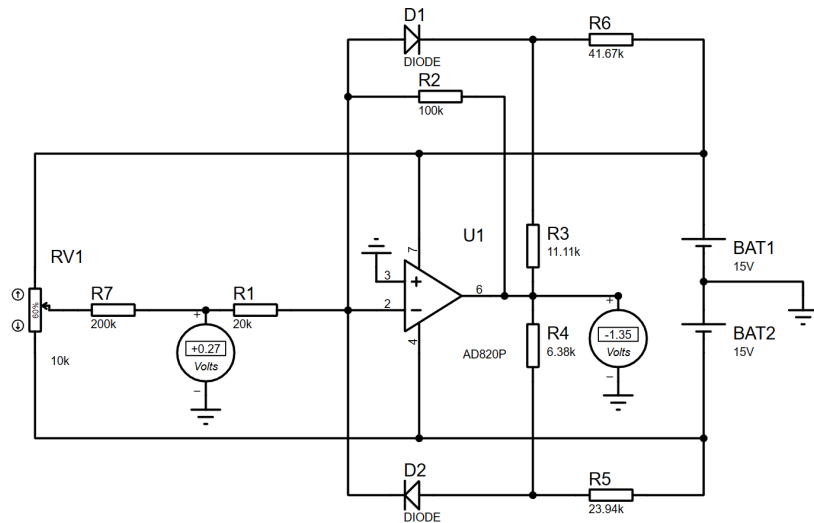 D1
DIODE
R6
41.67k
R2
100k
RV1
60%
10k
R7
200k
R1
20k
+
+0.27
Volts
−
3
2
7
4
6
+
−
U1
AD820P
R3
11.11k
R4
6.38k
+
-1.35
Volts
−
BAT1
15V
BAT2
15V
D2
DIODE
R5
23.94k